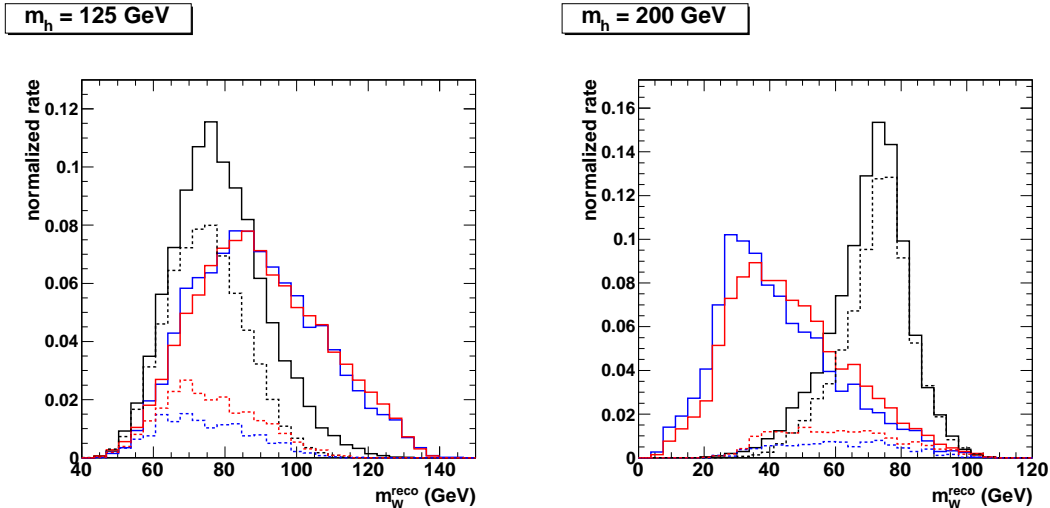 m_h = 125 GeV
normalized rate
0.12
0.1
0.08
0.06
0.04
0.02
0
40 60 80 100 120 140
m_W^reco (GeV)
m_h = 200 GeV
normalized rate
0.16
0.14
0.12
0.1
0.08
0.06
0.04
0.02
0
0 20 40 60 80 100 120
m_W^reco (GeV)